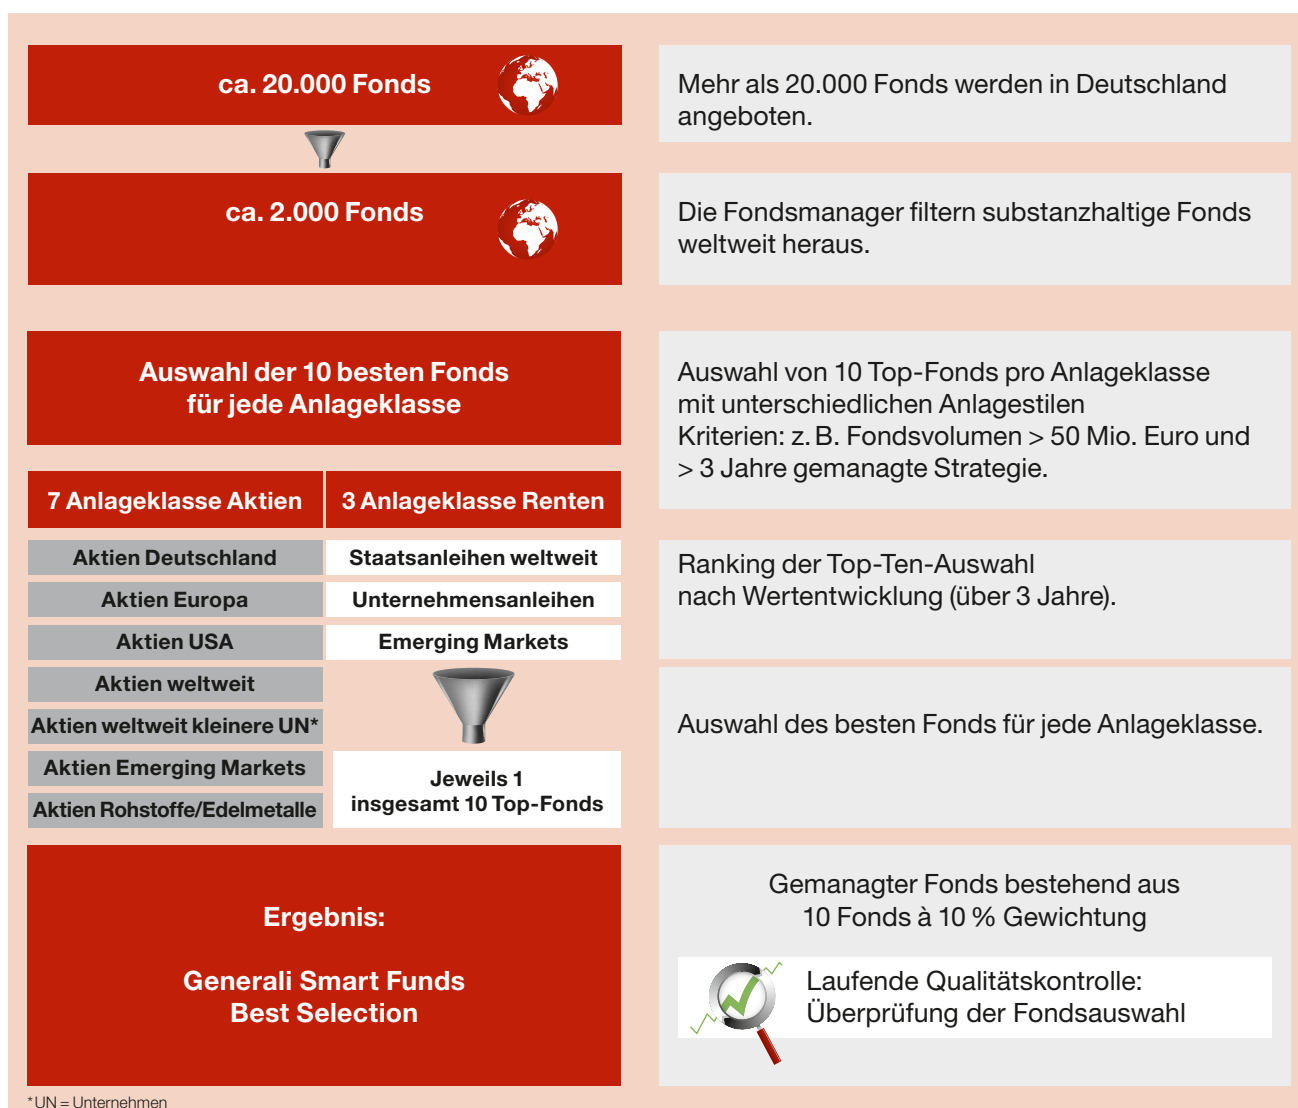 ca. 20.000 Fonds
Mehr als 20.000 Fonds werden in Deutschland
angeboten.
ca. 2.000 Fonds
Die Fondsmanager filtern substanzhaltige Fonds
weltweit heraus.
Auswahl der 10 besten Fonds
für jede Anlageklasse
Auswahl von 10 Top-Fonds pro Anlageklasse
mit unterschiedlichen Anlagestilen
Kriterien: z. B. Fondsvolumen > 50 Mio. Euro und
> 3 Jahre gemanagte Strategie.
7 Anlageklasse Aktien
3 Anlageklasse Renten
Aktien Deutschland
Aktien Europa
Aktien USA
Aktien weltweit
Aktien weltweit kleinere UN*
Aktien Emerging Markets
Aktien Rohstoffe/Edelmetalle
Staatsanleihen weltweit
Unternehmensanleihen
Emerging Markets
Jeweils 1
insgesamt 10 Top-Fonds
Ranking der Top-Ten-Auswahl
nach Wertentwicklung (über 3 Jahre).
Auswahl des besten Fonds für jede Anlageklasse.
Ergebnis:
Generali Smart Funds
Best Selection
Gemanagter Fonds bestehend aus
10 Fonds à 10 % Gewichtung
Laufende Qualitätskontrolle:
Überprüfung der Fondsauswahl
* UN = Unternehmen